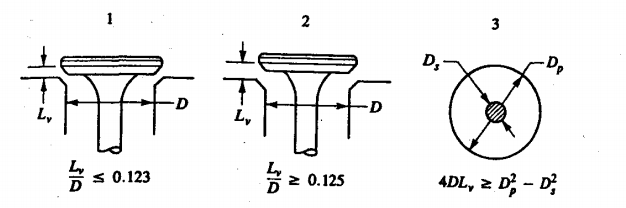 1
2
3
L_v
D
L_v
D
D_s
D_p
L_v/D ≤ 0.123
L_v/D ≥ 0.125
4DL_v ≥ D_p^2 − D_s^2